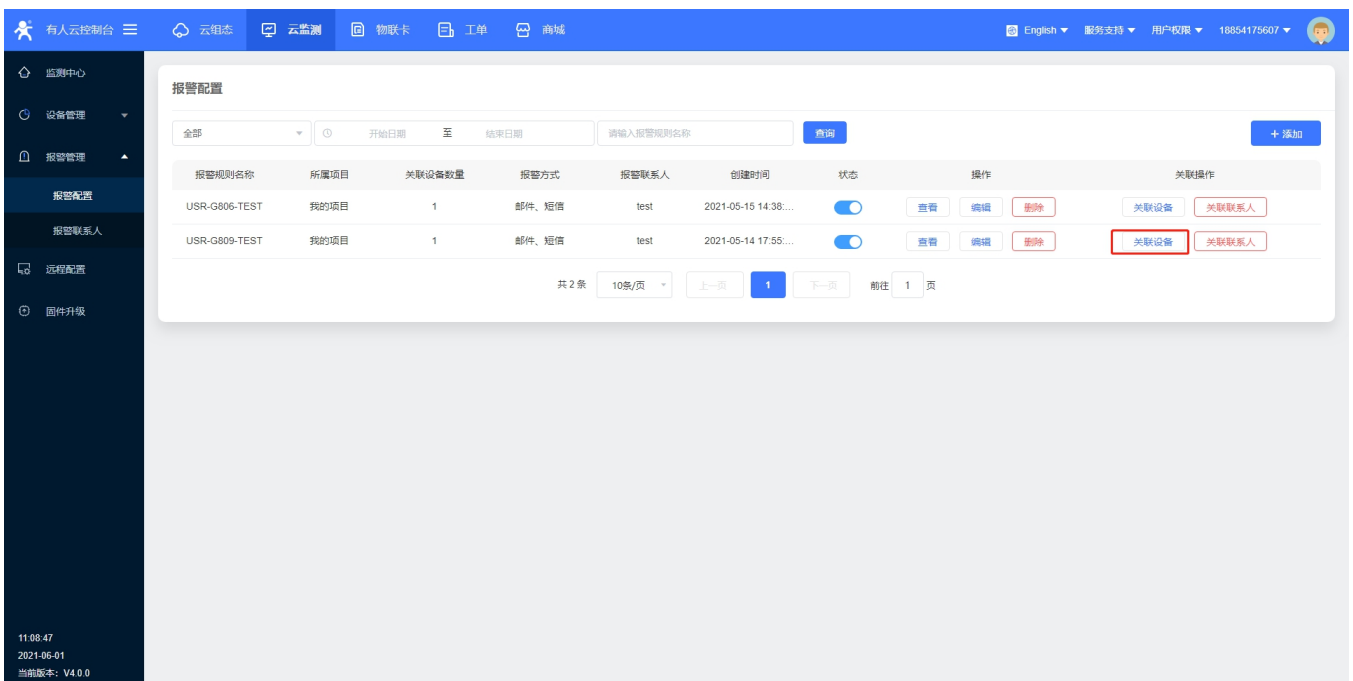 有人云控制台 云组态 云监测 物联卡 工单 商城 English 服务支持 用户权限 18854175607
监测中心
设备管理
报警管理
报警配置
报警联系人
远程配置
固件升级
11:08:47
2021-06-01
当前版本：V4.0.0
报警配置
全部 开始日期 至 结束日期 请输入报警规则名称 查询 + 添加
报警规则名称 所属项目 关联设备数量 报警方式 报警联系人 创建时间 状态 操作 关联操作
USR-G806-TEST 我的项目 1 邮件、短信 test 2021-05-15 14:38:... 查看 编辑 删除 关联设备 关联联系人
USR-G809-TEST 我的项目 1 邮件、短信 test 2021-05-14 17:55:... 查看 编辑 删除 关联设备 关联联系人
共 2 条 10条/页 上一页 1 下一页 前往 1 页